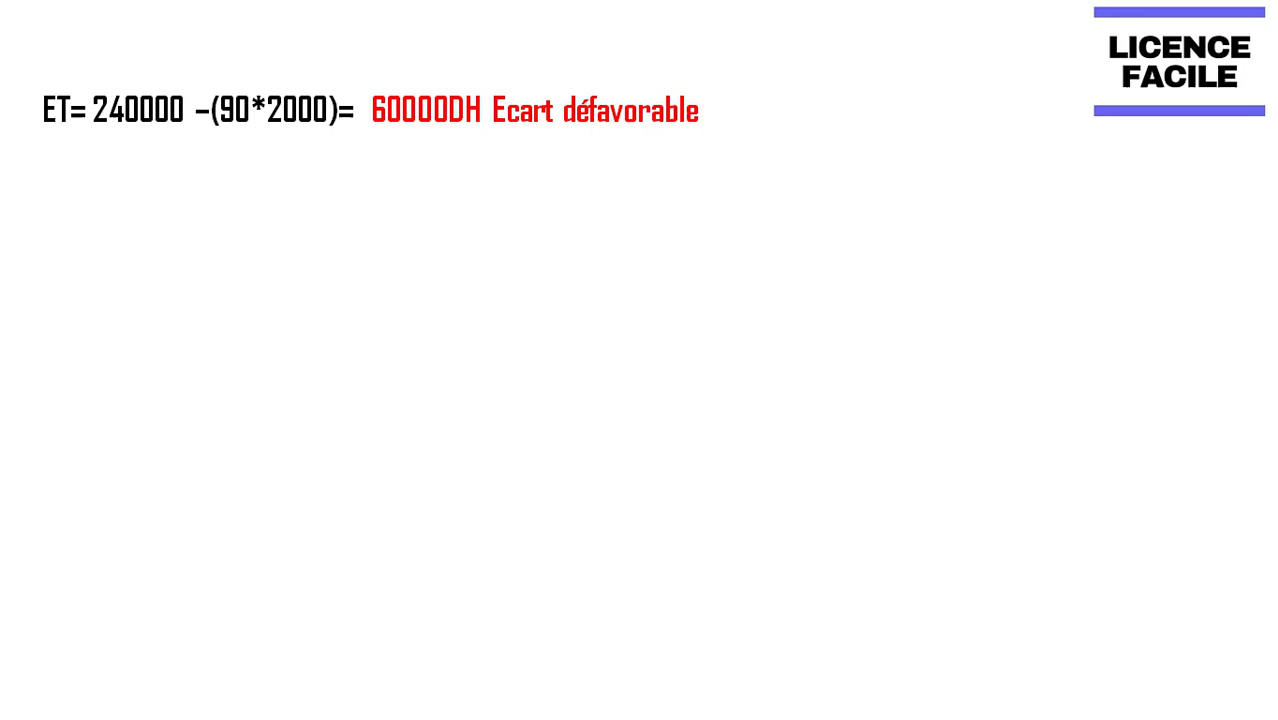 LICENCE
FACILE
ET= 240000 –(90*2000)= 60000DH Ecart défavorable